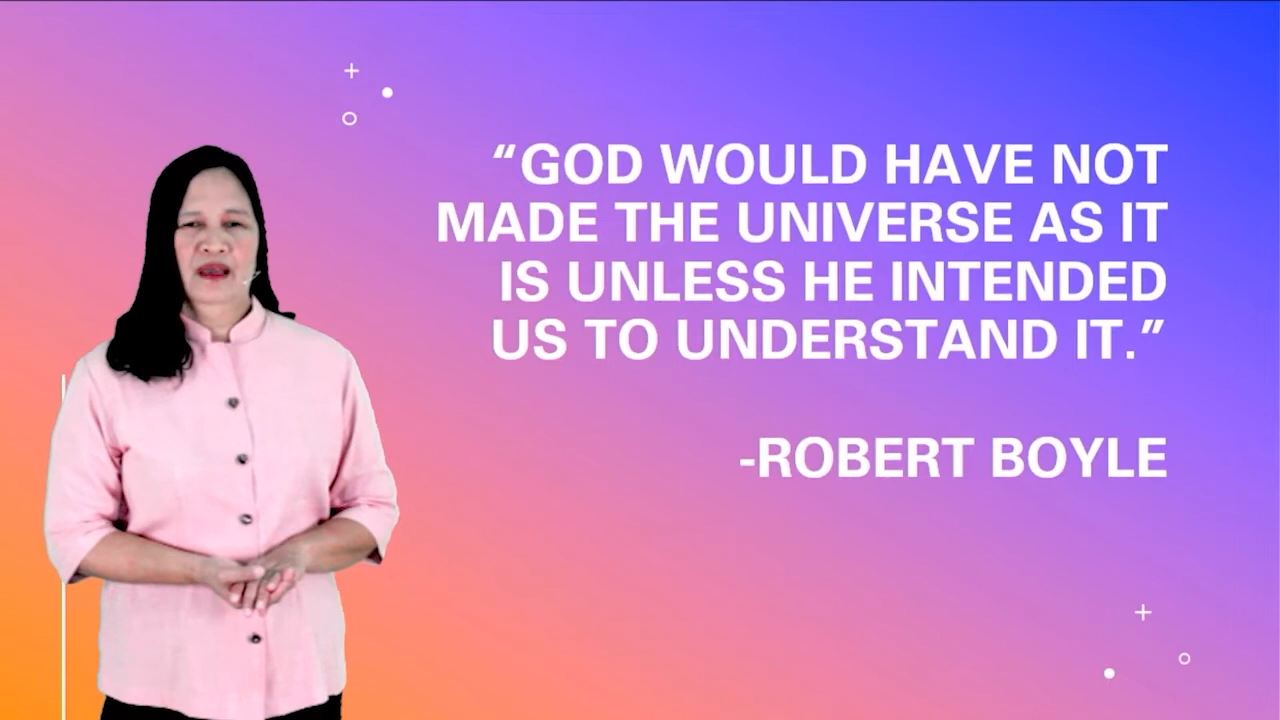 “GOD WOULD HAVE NOT
MADE THE UNIVERSE AS IT
IS UNLESS HE INTENDED
US TO UNDERSTAND IT.”
-ROBERT BOYLE